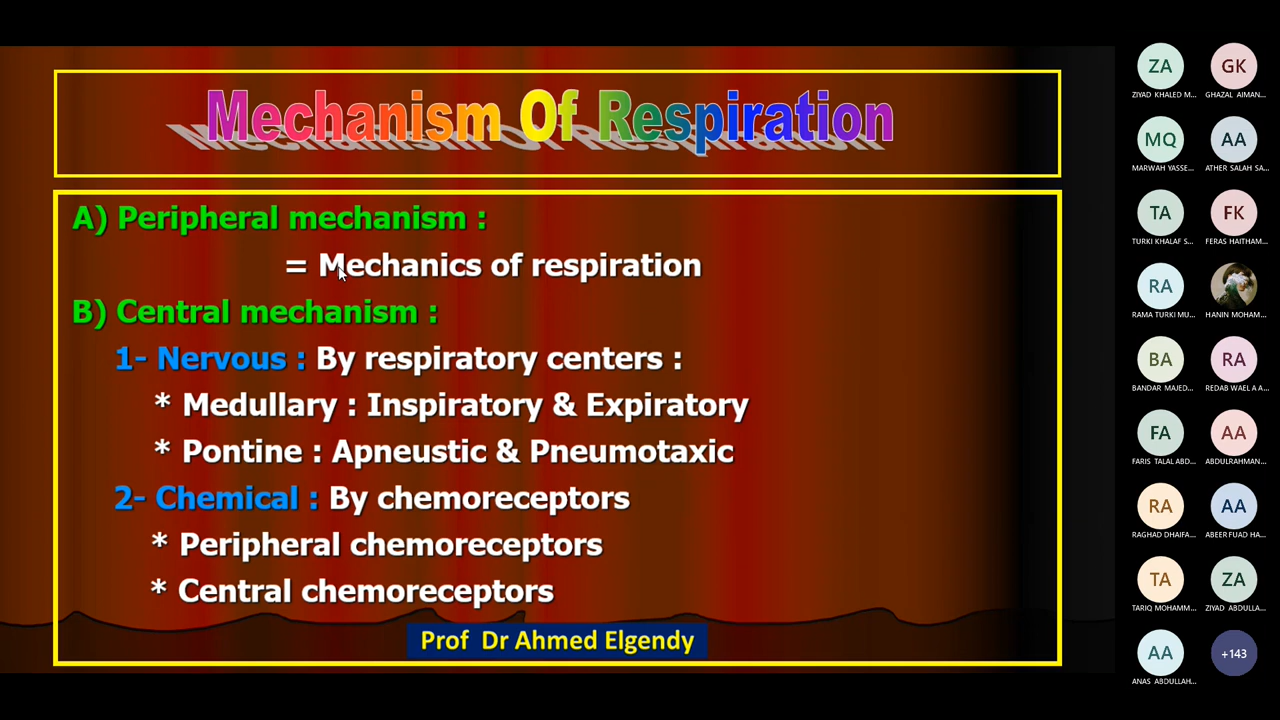 Mechanism Of Respiration
A) Peripheral mechanism :
= Mechanics of respiration
B) Central mechanism :
1- Nervous : By respiratory centers :
* Medullary : Inspiratory & Expiratory
* Pontine : Apneustic & Pneumotaxic
2- Chemical : By chemoreceptors
* Peripheral chemoreceptors
* Central chemoreceptors
Prof Dr Ahmed Elgendy
ZA
GK
ZIYAD KHALED M...
GHAZAL AIMAN...
MQ
AA
MARWAH YASSE...
ATHER SALAH SA...
TA
FK
TURKI KHALAF S...
FERAS HAITHAM...
RA
RAMA TURKI MU...
HANIN MOHAM...
BA
RA
BANDAR MAJED...
REDAB WAEL A A...
FA
AA
FARIS TALAL ABD...
ABDULRAHMAN...
RA
AA
RAGHAD DHAIFA...
ABEER FUAD HA...
TA
ZA
TARIQ MOHAMM...
ZIYAD ABDULLA...
AA
+143
ANAS ABDULLAH...